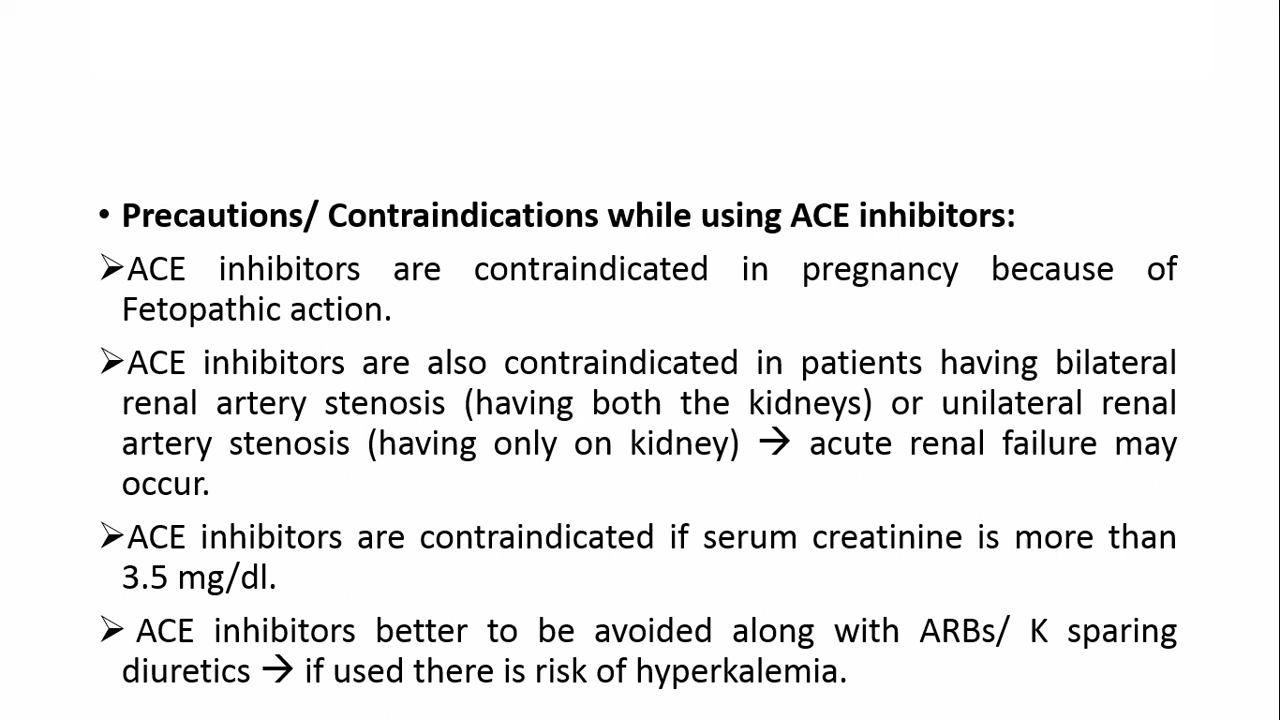 • Precautions/ Contraindications while using ACE inhibitors:
➢ACE inhibitors are contraindicated in pregnancy because of
Fetopathic action.
➢ACE inhibitors are also contraindicated in patients having bilateral
renal artery stenosis (having both the kidneys) or unilateral renal
artery stenosis (having only on kidney) → acute renal failure may
occur.
➢ACE inhibitors are contraindicated if serum creatinine is more than
3.5 mg/dl.
➢ ACE inhibitors better to be avoided along with ARBs/ K sparing
diuretics → if used there is risk of hyperkalemia.